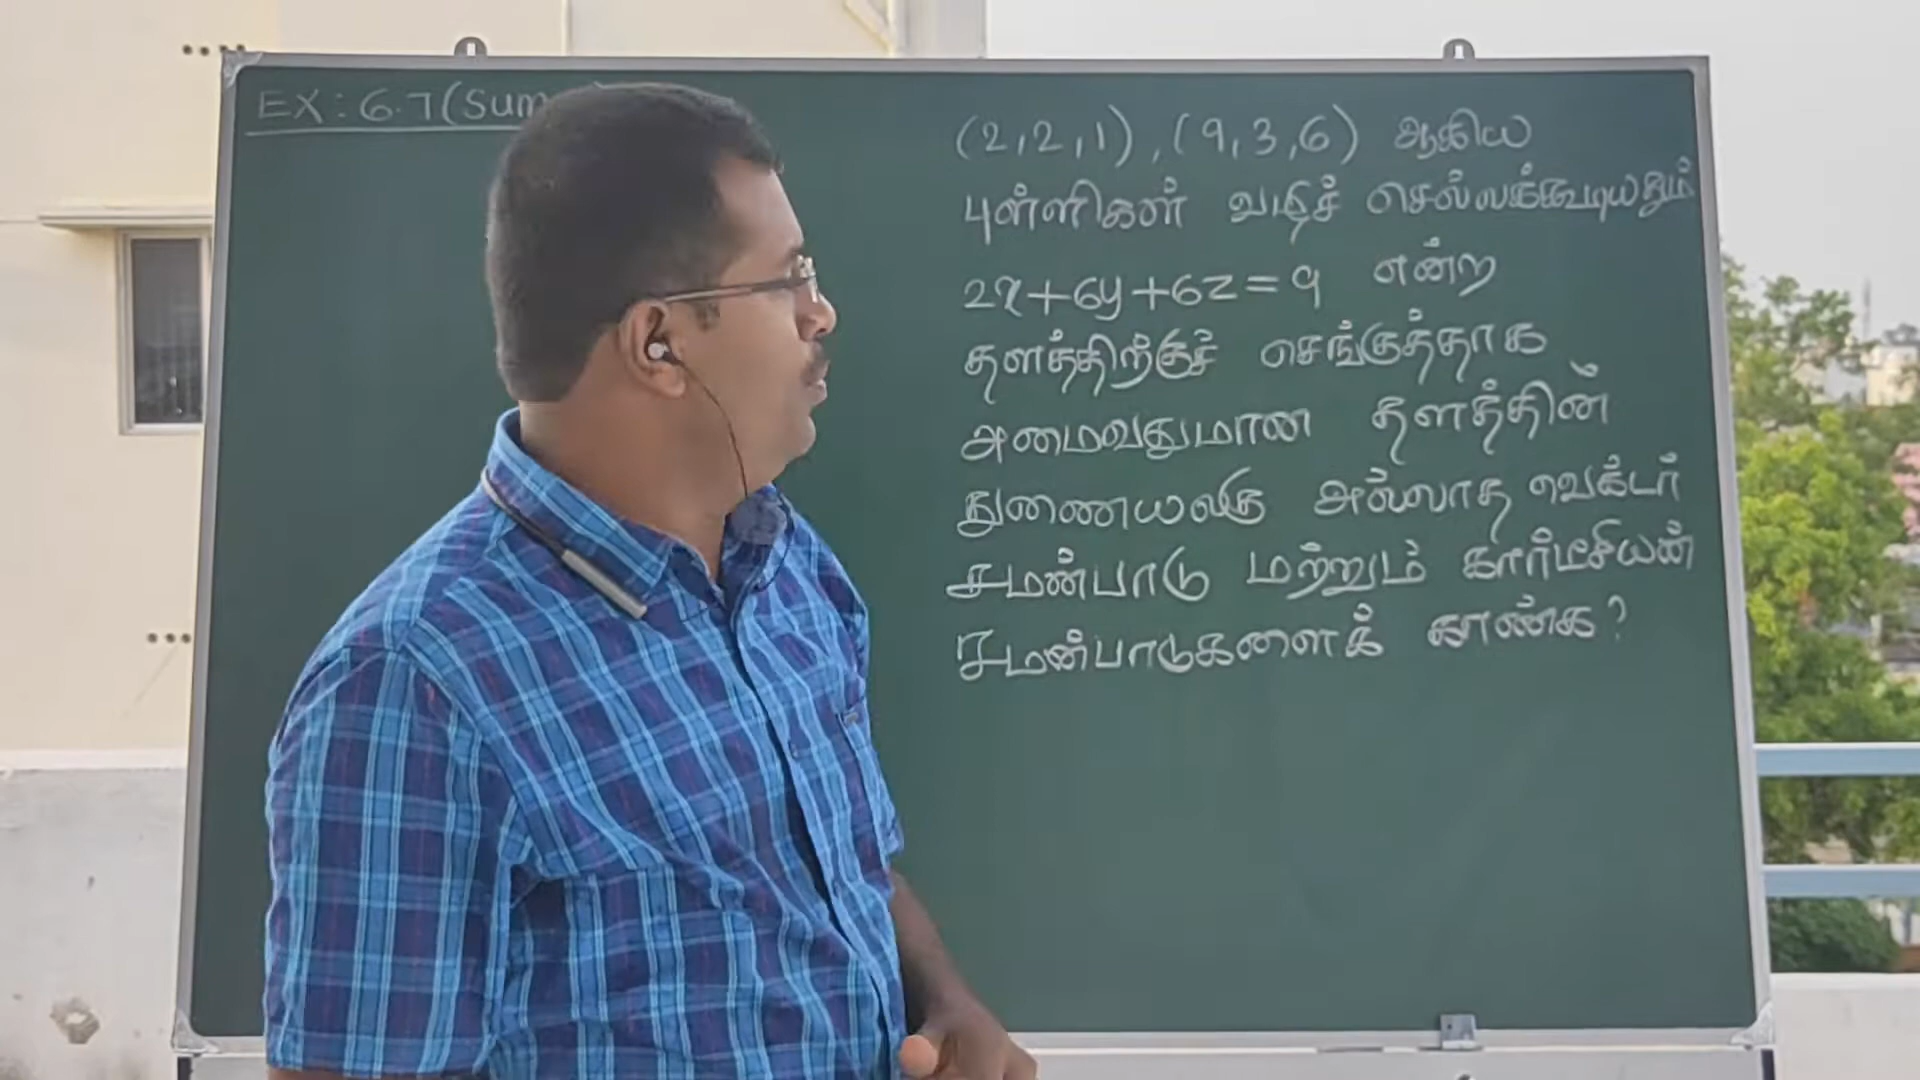 EX: 6.7 (Sum
(2,2,1), (9,3,6) ஆகிய
புள்ளிகள் வழிச் செல்லக்கூடியதும்
2x+6y+6z=9 என்ற
தளத்திற்குச் செங்குத்தாக
அமைவதுமான தளத்தின்
துணையலகு அல்லாத வெக்டர்
சமன்பாடு மற்றும் கார்டீசியன்
சமன்பாடுகளைக் காண்க?